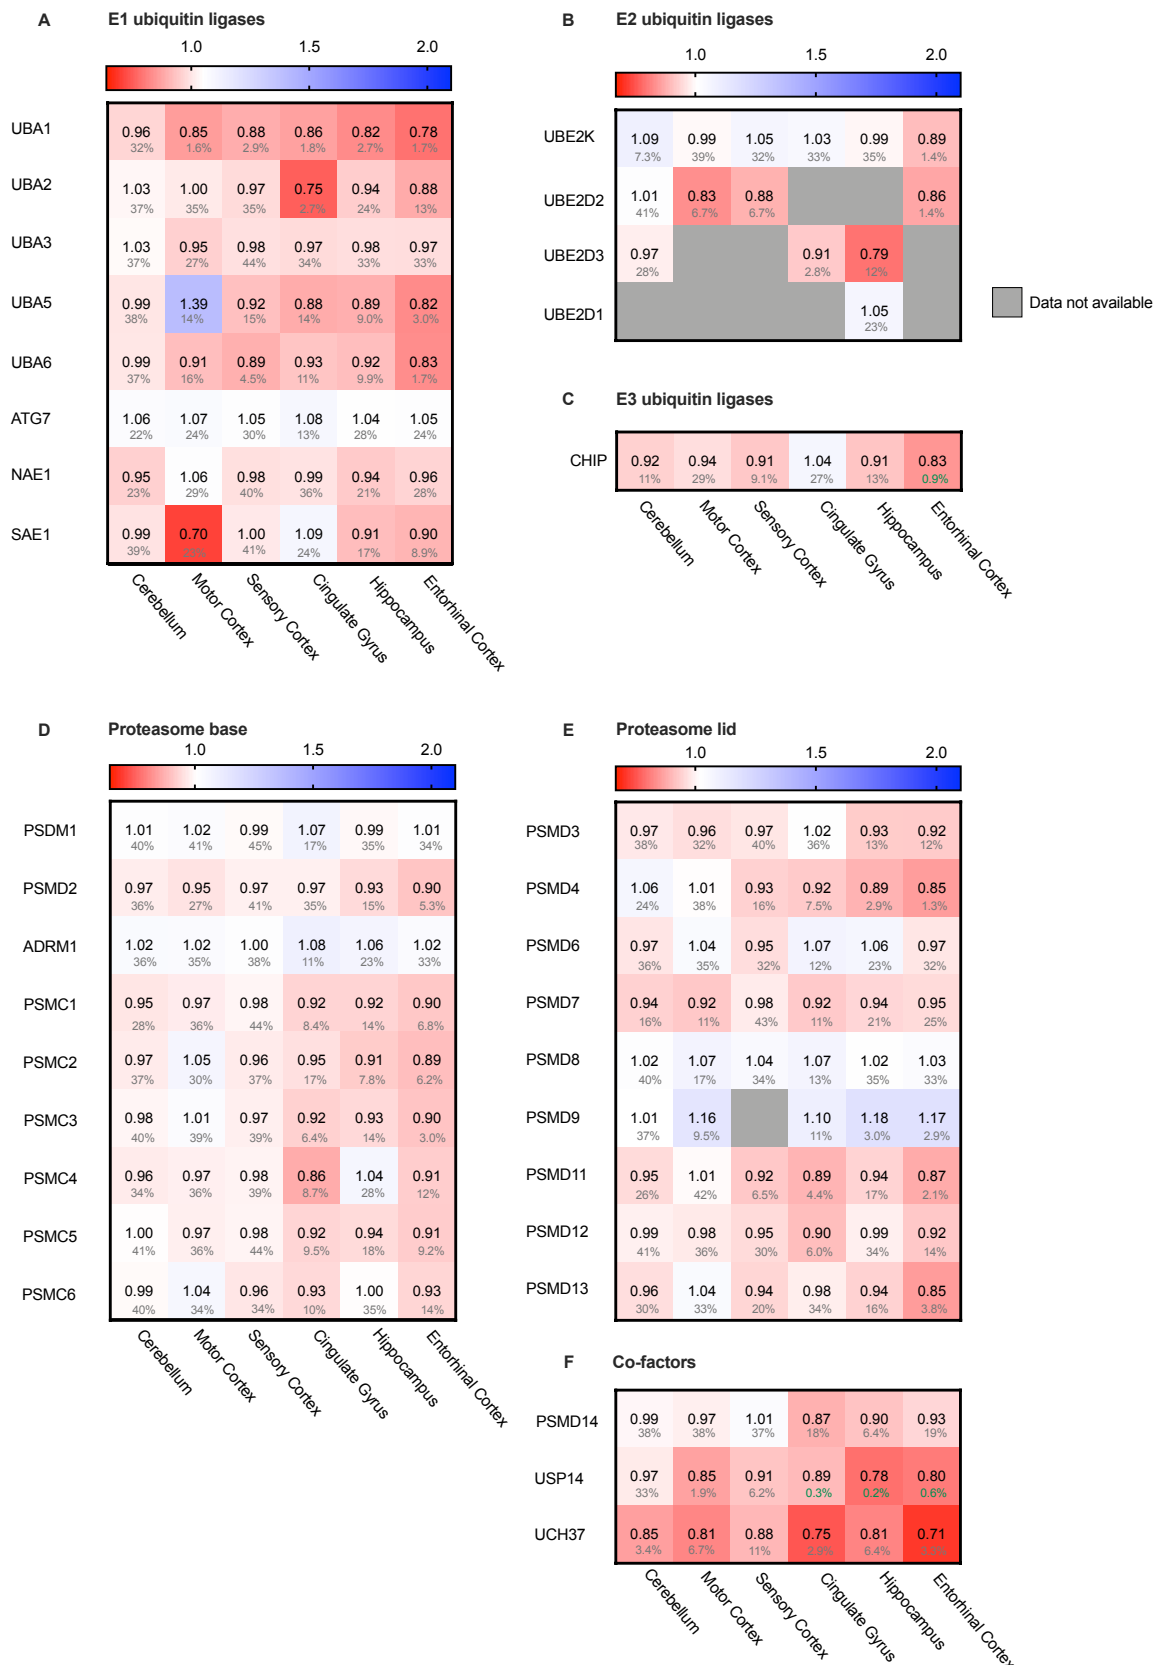 A E1 ubiquitin ligases
1.0 1.5 2.0
UBA1 0.96 0.85 0.88 0.86 0.82 0.78
32% 1.6% 2.9% 1.8% 2.7% 1.7%
UBA2 1.03 1.00 0.97 0.75 0.94 0.88
37% 35% 35% 2.7% 24% 13%
UBA3 1.03 0.95 0.98 0.97 0.98 0.97
37% 27% 44% 34% 33% 33%
UBA5 0.99 1.39 0.92 0.88 0.89 0.82
38% 14% 15% 14% 9.0% 3.0%
UBA6 0.99 0.91 0.89 0.93 0.92 0.83
37% 16% 4.5% 11% 9.9% 1.7%
ATG7 1.06 1.07 1.05 1.08 1.04 1.05
22% 24% 30% 13% 28% 24%
NAE1 0.95 1.06 0.98 0.99 0.94 0.96
23% 29% 40% 36% 21% 28%
SAE1 0.99 0.70 1.00 1.09 0.91 0.90
39% 41% 24% 17% 8.9%
Cerebellum
Motor Cortex
Sensory Cortex
Cingulate Gyrus
Hippocampus
Entorhinal Cortex
B E2 ubiquitin ligases
1.0 1.5 2.0
UBE2K 1.09 0.99 1.05 1.03 0.99 0.89
7.3% 39% 32% 33% 35% 1.4%
UBE2D2 1.01 0.83 0.88 0.86
41% 6.7% 6.7% 1.4%
UBE2D3 0.97 0.91 0.79
28% 2.8% 12%
UBE2D1 1.05
23%
Data not available
C E3 ubiquitin ligases
CHIP 0.92 0.94 0.91 1.04 0.91 0.83
11% 29% 9.1% 27% 13% 0.9%
Cerebellum
Motor Cortex
Sensory Cortex
Cingulate Gyrus
Hippocampus
Entorhinal Cortex
D Proteasome base
1.0 1.5 2.0
PSDM1 1.01 1.02 0.99 1.07 0.99 1.01
40% 41% 45% 17% 35% 34%
PSMD2 0.97 0.95 0.97 0.97 0.93 0.90
36% 27% 41% 35% 15% 5.3%
ADRM1 1.02 1.02 1.00 1.08 1.06 1.02
36% 35% 38% 11% 23% 33%
PSMC1 0.95 0.97 0.98 0.92 0.92 0.90
28% 36% 44% 8.4% 14% 6.8%
PSMC2 0.97 1.05 0.96 0.95 0.91 0.89
37% 30% 37% 17% 7.8% 6.2%
PSMC3 0.98 1.01 0.97 0.92 0.93 0.90
40% 39% 39% 6.4% 14% 3.0%
PSMC4 0.96 0.97 0.98 0.86 1.04 0.91
34% 36% 39% 8.7% 28% 12%
PSMC5 1.00 0.97 0.98 0.92 0.94 0.91
41% 36% 44% 9.5% 18% 9.2%
PSMC6 0.99 1.04 0.96 0.93 1.00 0.93
40% 34% 34% 10% 35% 14%
Cerebellum
Motor Cortex
Sensory Cortex
Cingulate Gyrus
Hippocampus
Entorhinal Cortex
E Proteasome lid
1.0 1.5 2.0
PSMD3 0.97 0.96 0.97 1.02 0.93 0.92
38% 32% 40% 36% 13% 12%
PSMD4 1.06 1.01 0.93 0.92 0.89 0.85
24% 38% 16% 7.5% 2.9% 1.3%
PSMD6 0.97 1.04 0.95 1.07 1.06 0.97
36% 35% 32% 12% 23% 32%
PSMD7 0.94 0.92 0.98 0.92 0.94 0.95
16% 11% 43% 11% 21% 25%
PSMD8 1.02 1.07 1.04 1.07 1.02 1.03
40% 17% 34% 13% 35% 33%
PSMD9 1.01 1.16 1.10 1.18 1.17
37% 9.5% 11% 3.0% 2.9%
PSMD11 0.95 1.01 0.92 0.89 0.94 0.87
26% 42% 6.5% 4.4% 17% 2.1%
PSMD12 0.99 0.96 0.95 0.90 0.99 0.92
41% 36% 30% 6.0% 34% 14%
PSMD13 0.96 1.04 0.94 0.98 0.94 0.85
30% 33% 20% 34% 16% 3.8%
F Co-factors
PSMD14 0.99 0.97 1.01 0.87 0.90 0.93
38% 38% 37% 18% 6.4% 19%
USP14 0.97 0.85 0.91 0.89 0.78 0.80
33% 1.9% 6.2% 0.3% 0.2% 0.6%
UCH37 0.85 0.81 0.88 0.75 0.81 0.71
3.4% 6.7% 11% 2.9% 6.4%
Cerebellum
Motor Cortex
Sensory Cortex
Cingulate Gyrus
Hippocampus
Entorhinal Cortex